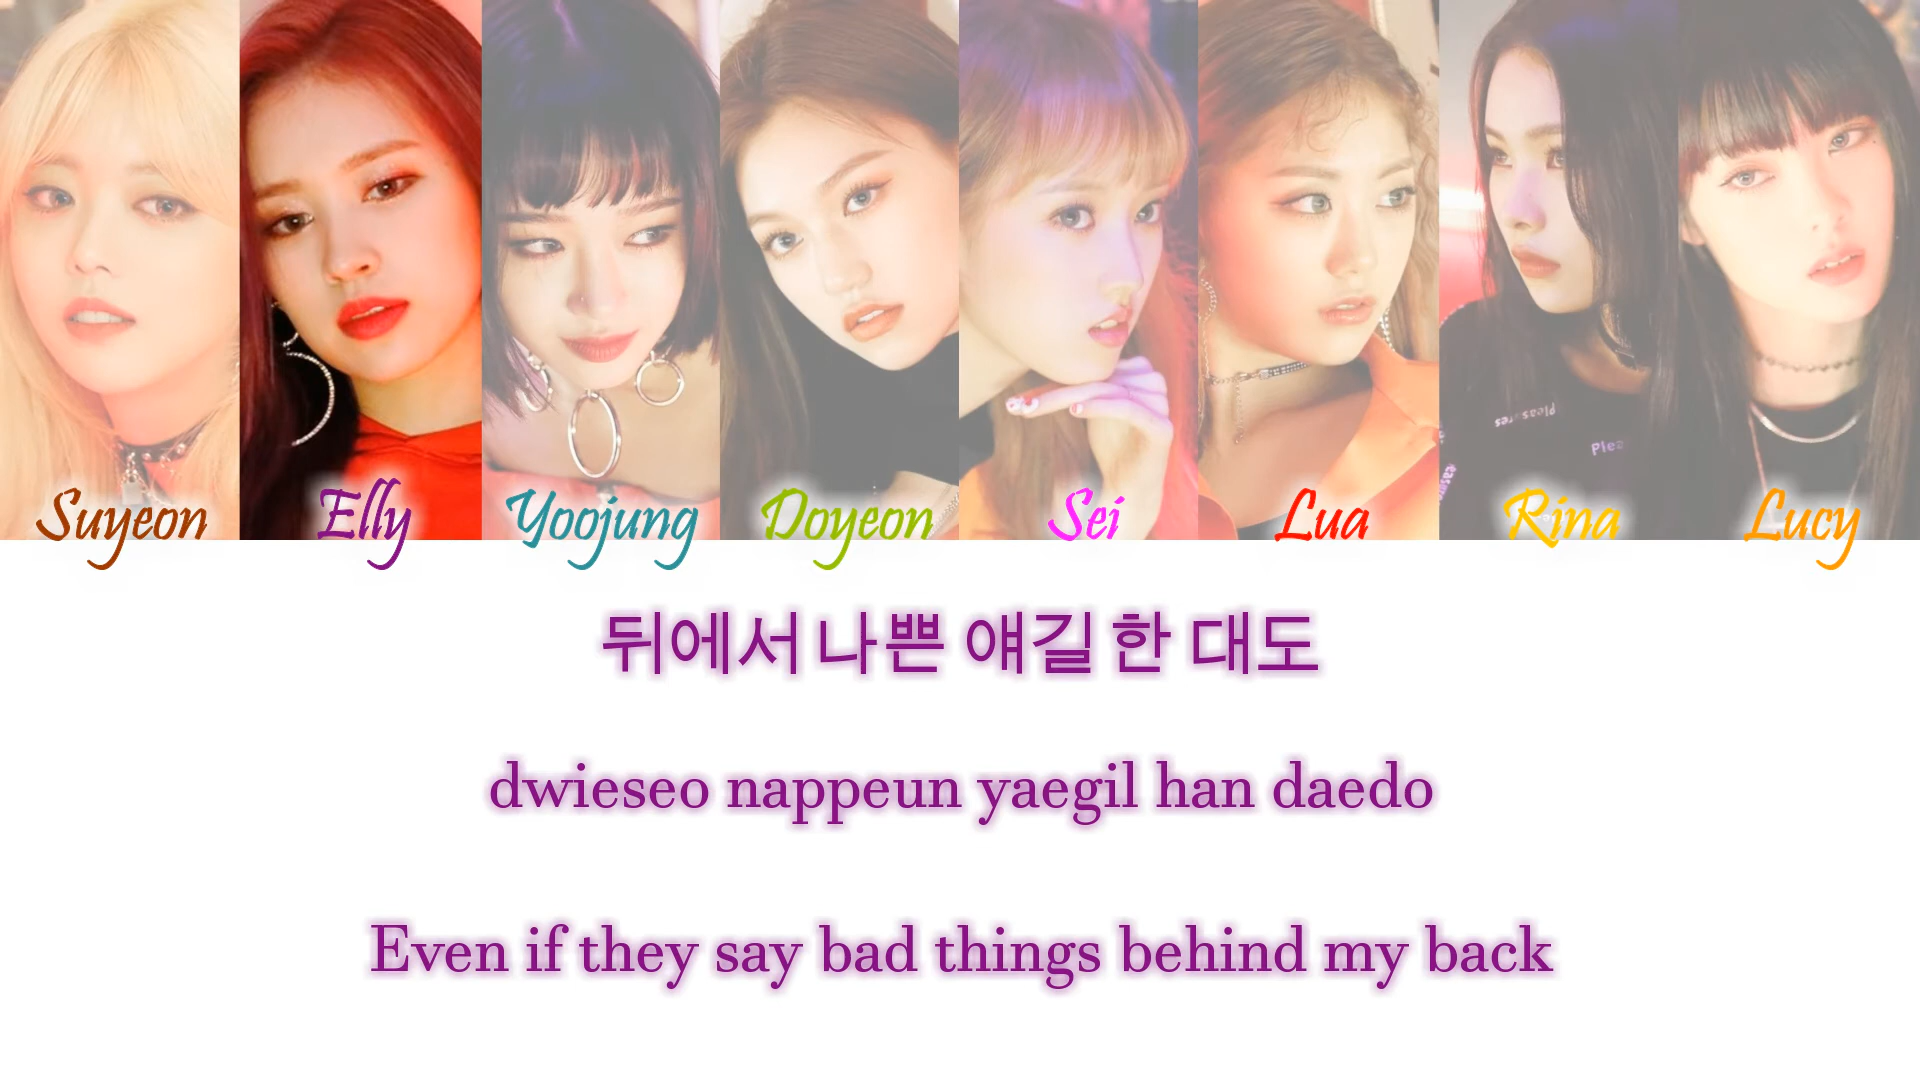 Suyeon Elly Yoojung Doyeon Sei Lua Rina Lucy
뒤에서 나쁜 얘길 한 대도
dwieseo nappeun yaegil han daedo
Even if they say bad things behind my back